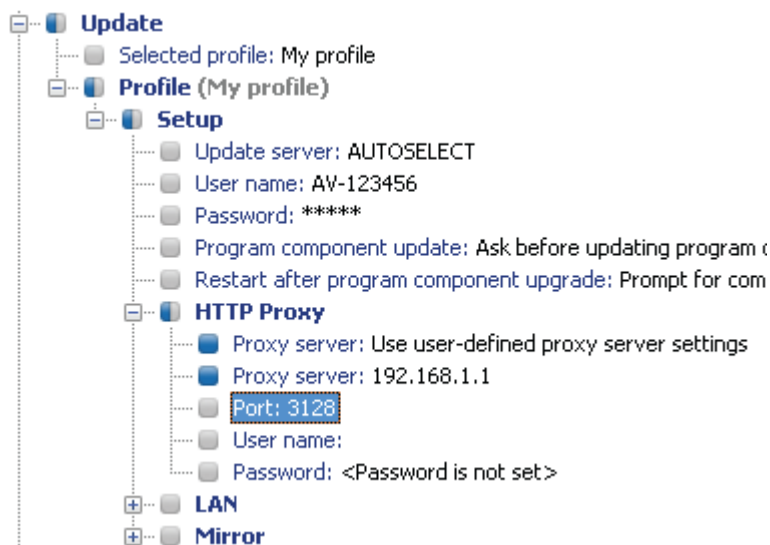 Update
Selected profile: My profile
Profile (My profile)
Setup
Update server: AUTOSELECT
User name: AV-123456
Password: *****
Program component update: Ask before updating program
Restart after program component upgrade: Prompt for
HTTP Proxy
Proxy server: Use user-defined proxy server settings
Proxy server: 192.168.1.1
Port: 3128
User name:
Password: <Password is not set>
LAN
Mirror